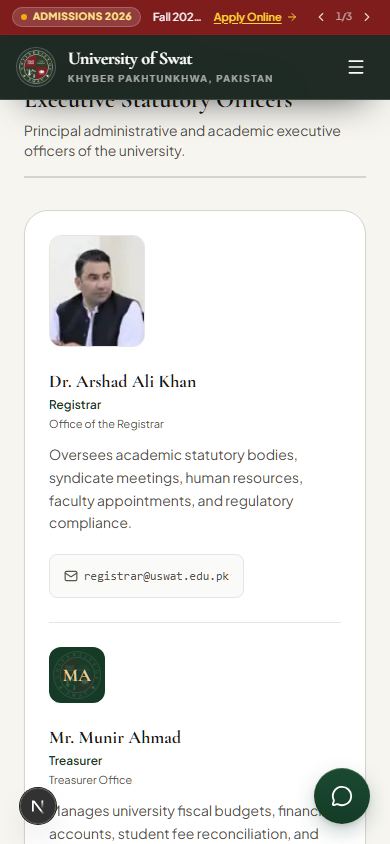 ADMISSIONS 2026 Fall 202... Apply Online → 1/3
University of Swat
KHYBER PAKHTUNKHWA, PAKISTAN
Executive Statutory Officers
Principal administrative and academic executive
officers of the university.
Dr. Arshad Ali Khan
Registrar
Office of the Registrar
Oversees academic statutory bodies,
syndicate meetings, human resources,
faculty appointments, and regulatory
compliance.
registrar@uswat.edu.pk
MA
Mr. Munir Ahmad
Treasurer
Treasurer Office
N
Manages university fiscal budgets,
accounts, student fee reconciliation, and